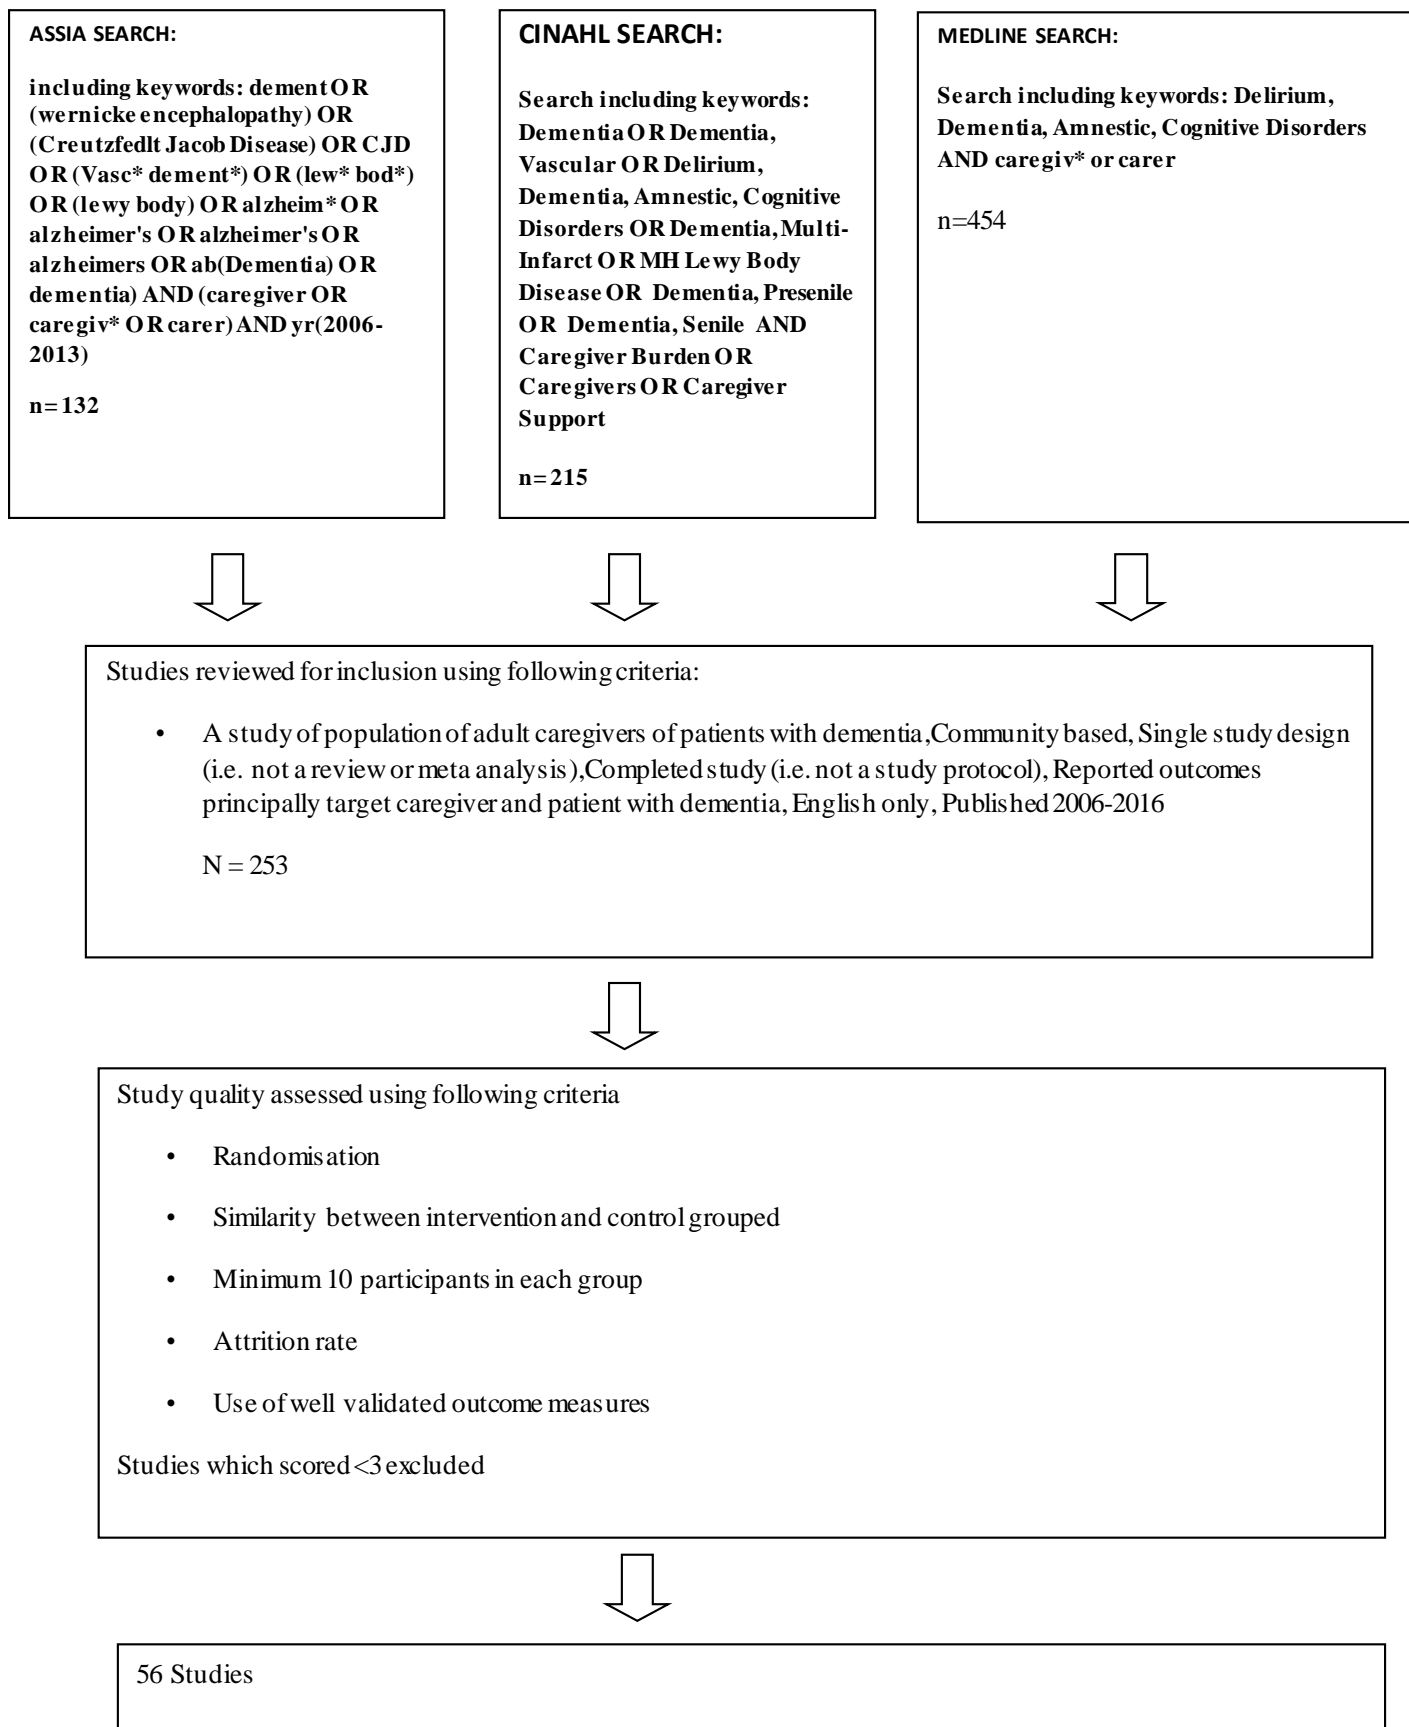 ASSIA SEARCH:
including keywords: dement OR
(wernicke encephalopathy) OR
(Creutzfedlt Jacob Disease) OR CJD
OR (Vasc* dement*) OR (lew* bod*)
OR (lewy body) OR alzheim* OR
alzheimer's OR alzheimer's OR
alzheimers OR ab(Dementia) OR
dementia) AND (caregiver OR
caregiv* OR carer) AND yr(2006-
2013)
n=132
CINAHL SEARCH:
Search including keywords:
Dementia OR Dementia,
Vascular OR Delirium,
Dementia, Amnestic, Cognitive
Disorders OR Dementia, Multi-
Infarct OR MH Lewy Body
Disease OR Dementia, Presenile
OR Dementia, Senile AND
Caregiver Burden OR
Caregivers OR Caregiver
Support
n=215
MEDLINE SEARCH:
Search including keywords: Delirium,
Dementia, Amnestic, Cognitive Disorders
AND caregiv* or carer
n=454
Studies reviewed for inclusion using following criteria:
• A study of population of adult caregivers of patients with dementia,Community based, Single study design
(i.e. not a review or meta analysis),Completed study (i.e. not a study protocol), Reported outcomes
principally target caregiver and patient with dementia, English only, Published 2006-2016
N = 253
Study quality assessed using following criteria
• Randomisation
• Similarity between intervention and control grouped
• Minimum 10 participants in each group
• Attrition rate
• Use of well validated outcome measures
Studies which scored <3 excluded
56 Studies